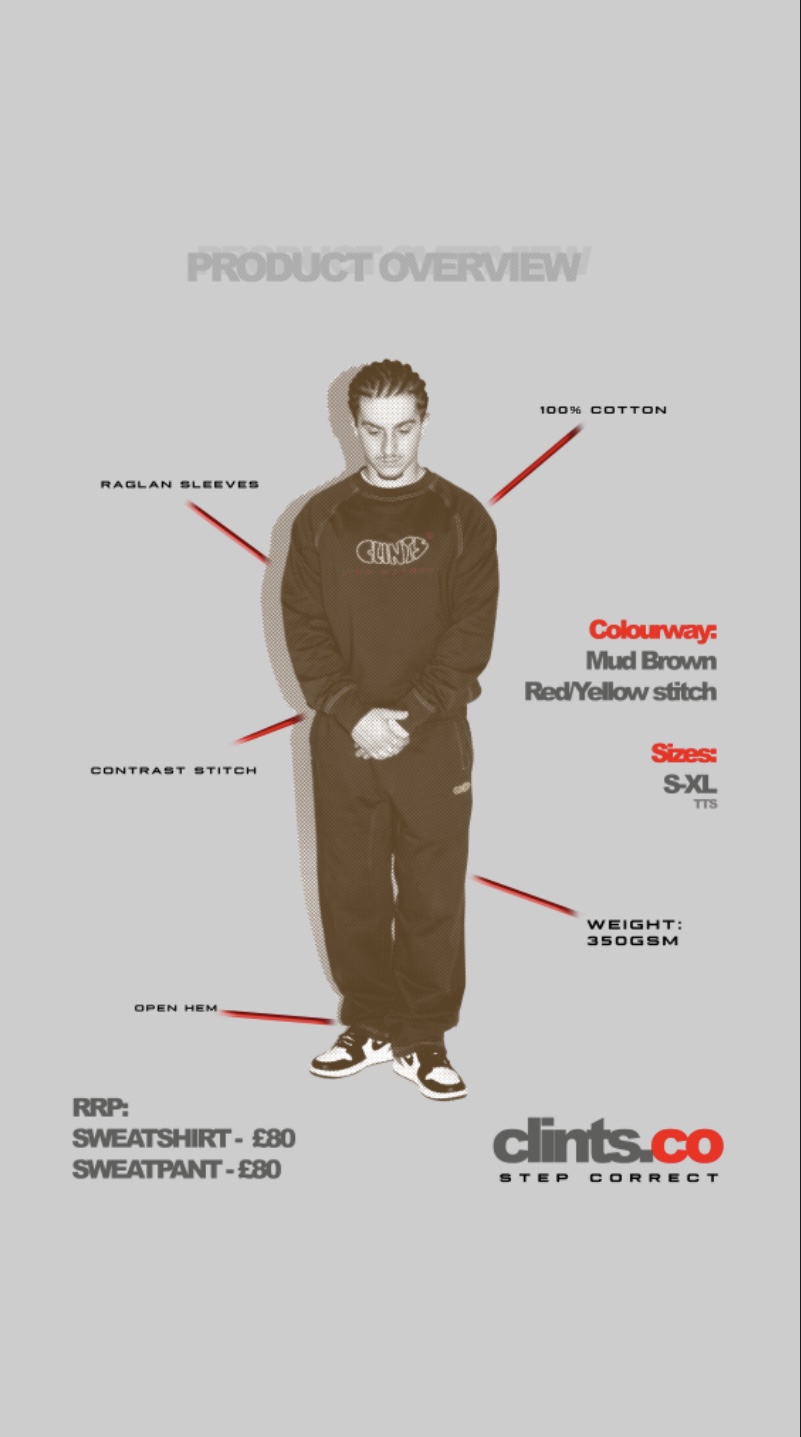 PRODUCT OVERVIEW
100% COTTON
RAGLAN SLEEVES
CLINTS
Colourway:
Mud Brown
Red/Yellow stitch
Sizes:
S-XL
TTS
CONTRAST STITCH
WEIGHT:
350GSM
OPEN HEM
RRP:
SWEATSHIRT - £80
SWEATPANT - £80
clints.co
STEP CORRECT